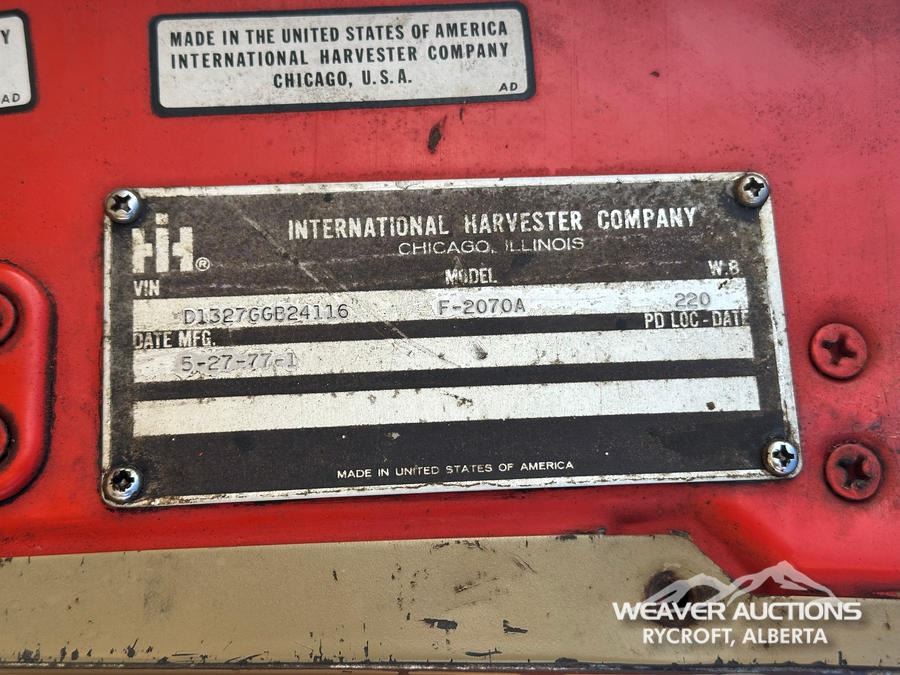 Y
MADE IN THE UNITED STATES OF AMERICA
INTERNATIONAL HARVESTER COMPANY
CHICAGO, U.S.A.
AD
AD
IH®
INTERNATIONAL HARVESTER COMPANY
CHICAGO, ILLINOIS
VIN MODEL W.B
D1327GGB24116 F-2070A 220
DATE MFG. PD LOC-DATE
5-27-77-1
MADE IN UNITED STATES OF AMERICA
WEAVER AUCTIONS
RYCROFT, ALBERTA